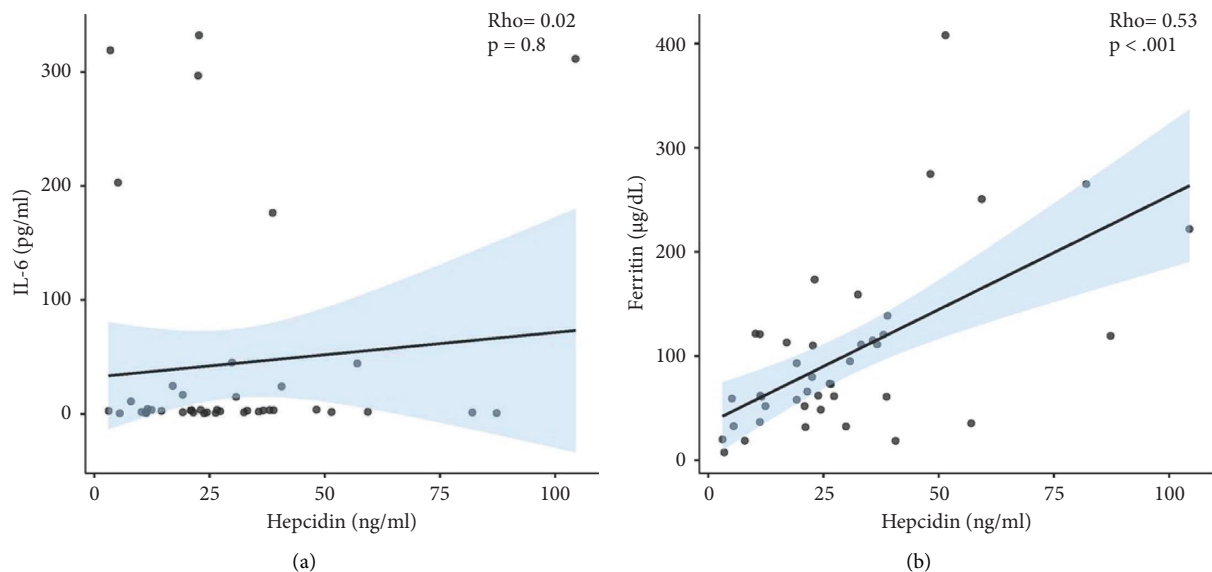 Rho= 0.02
p = 0.8
300
200
100
0
IL-6 (pg/ml)
0 25 50 75 100
Hepcidin (ng/ml)
(a)
Rho= 0.53
p < .001
400
300
200
100
0
Ferritin (μg/dL)
0 25 50 75 100
Hepcidin (ng/ml)
(b)